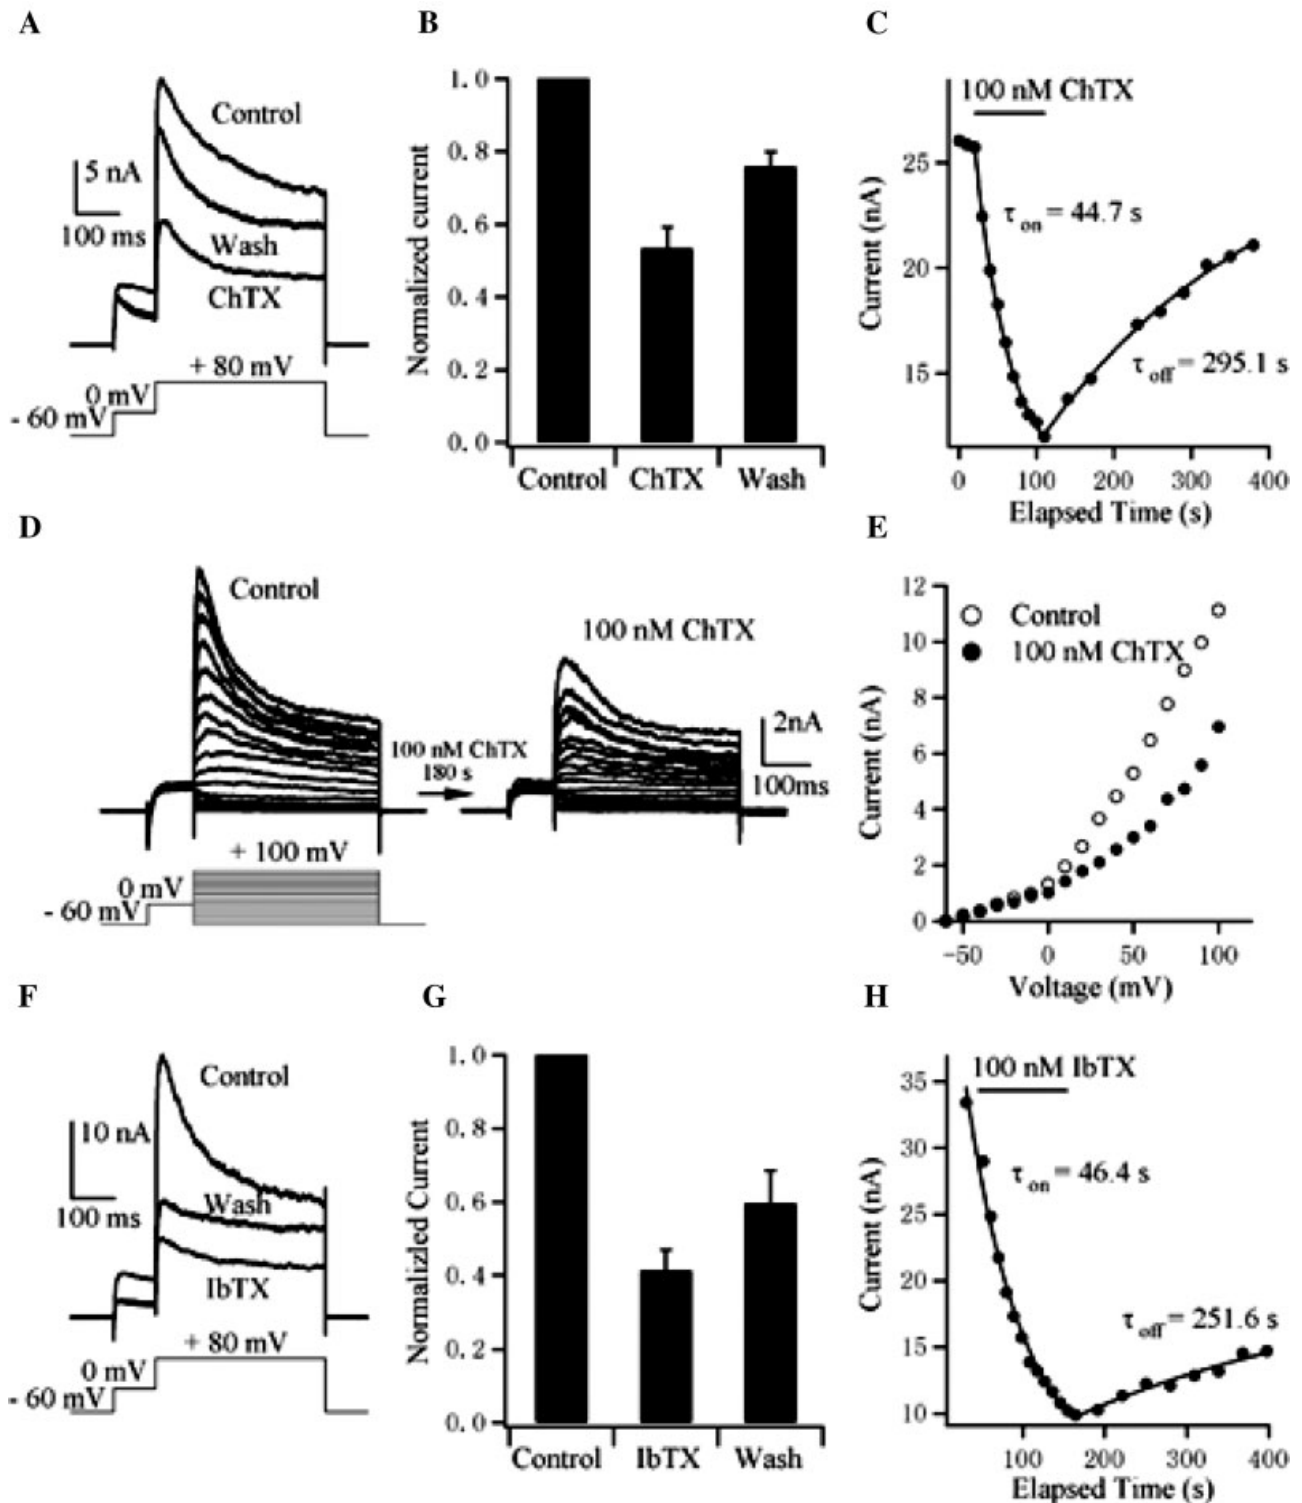 A
Control
5 nA
100 ms
Wash
ChTX
+ 80 mV
0 mV
- 60 mV
B
Normalized current
1.0
0.8
0.6
0.4
0.2
0.0
Control ChTX Wash
C
100 nM ChTX
Current (nA)
25
20
15
τon = 44.7 s
τoff = 295.1 s
0 100 200 300 400
Elapsed Time (s)
D
Control
100 nM ChTX
100 nM ChTX
180 s
2nA
100ms
+ 100 mV
0 mV
- 60 mV
E
Current (nA)
12
10
8
6
4
2
0
Control
100 nM ChTX
-50 0 50 100
Voltage (mV)
F
Control
10 nA
100 ms
Wash
IbTX
+ 80 mV
0 mV
- 60 mV
G
Normalizled Current
1.0
0.8
0.6
0.4
0.2
0.0
Control IbTX Wash
H
100 nM IbTX
Current (nA)
35
30
25
20
15
10
τon = 46.4 s
τoff = 251.6 s
100 200 300 400
Elapsed Time (s)